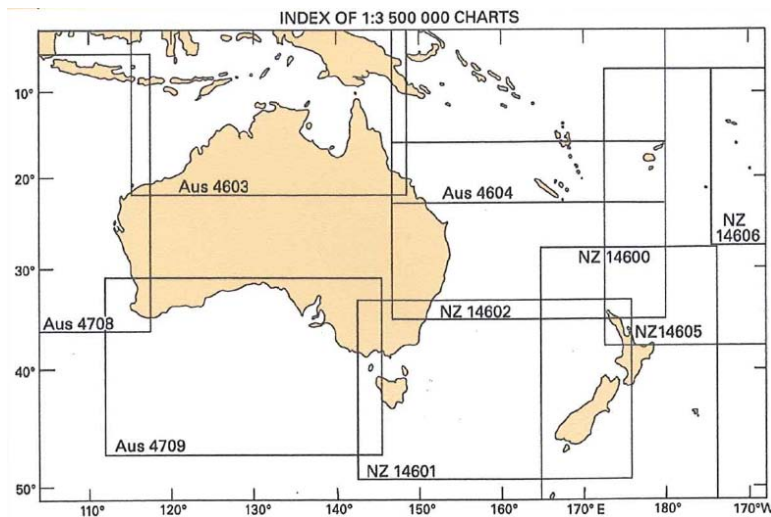 INDEX OF 1:3 500 000 CHARTS
10°
20°
30°
40°
50°
Aus 4603
Aus 4604
NZ
14606
NZ 14600
NZ 14602
NZ14605
Aus 4708
Aus 4709
NZ 14601
110°
120°
130°
140°
150°
160°
170°E
180°
170°W